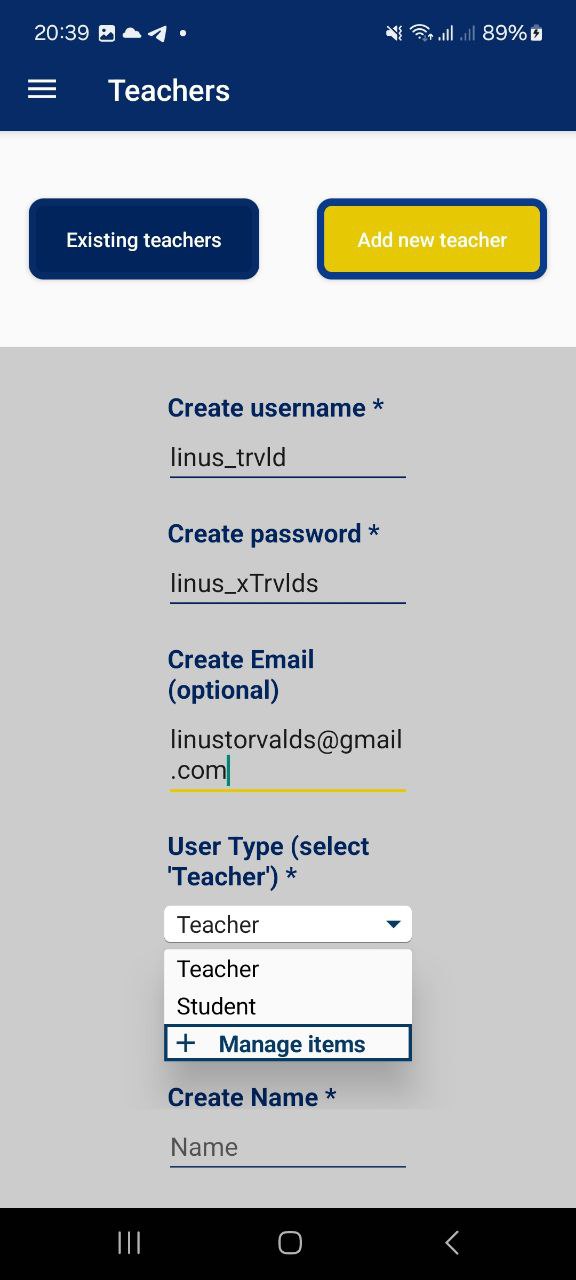 20:39
89%
Teachers
Existing teachers
Add new teacher
Create username *
linus_trvld
Create password *
linus_xTrvlds
Create Email
(optional)
linustorvalds@gmail
.com
User Type (select
'Teacher') *
Teacher
Teacher
Student
+ Manage items
Create Name *
Name